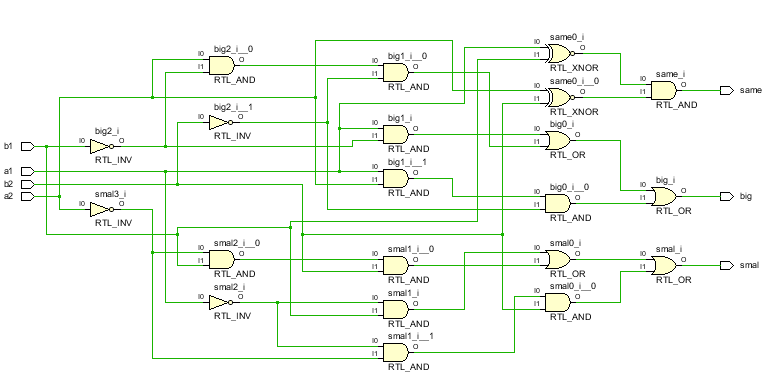 same0_i
I0
O
I1
RTL_XNOR
big2_i__0
I0
O
I1
RTL_AND
big1_i__0
I0
O
I1
RTL_AND
same0_i__0
I0
O
I1
RTL_XNOR
same_i
I0
O
I1
RTL_AND
same
big2_i__1
I0
O
RTL_INV
big1_i
I0
O
I1
RTL_AND
big0_i
I0
O
I1
RTL_OR
b1
big2_i
I0
O
RTL_INV
a1
b2
a2
big1_i__1
I0
O
I1
RTL_AND
big0_i__0
I0
O
I1
RTL_AND
big_i
I0
O
I1
RTL_OR
big
smal3_i
I0
O
RTL_INV
smal2_i__0
I0
O
I1
RTL_AND
smal1_i__0
I0
O
I1
RTL_AND
smal0_i
I0
O
I1
RTL_OR
smal_i
I0
O
I1
RTL_OR
smal
smal2_i
I0
O
RTL_INV
smal1_i
I0
O
I1
RTL_AND
smal0_i__0
I0
O
I1
RTL_AND
smal1_i__1
I0
O
I1
RTL_AND